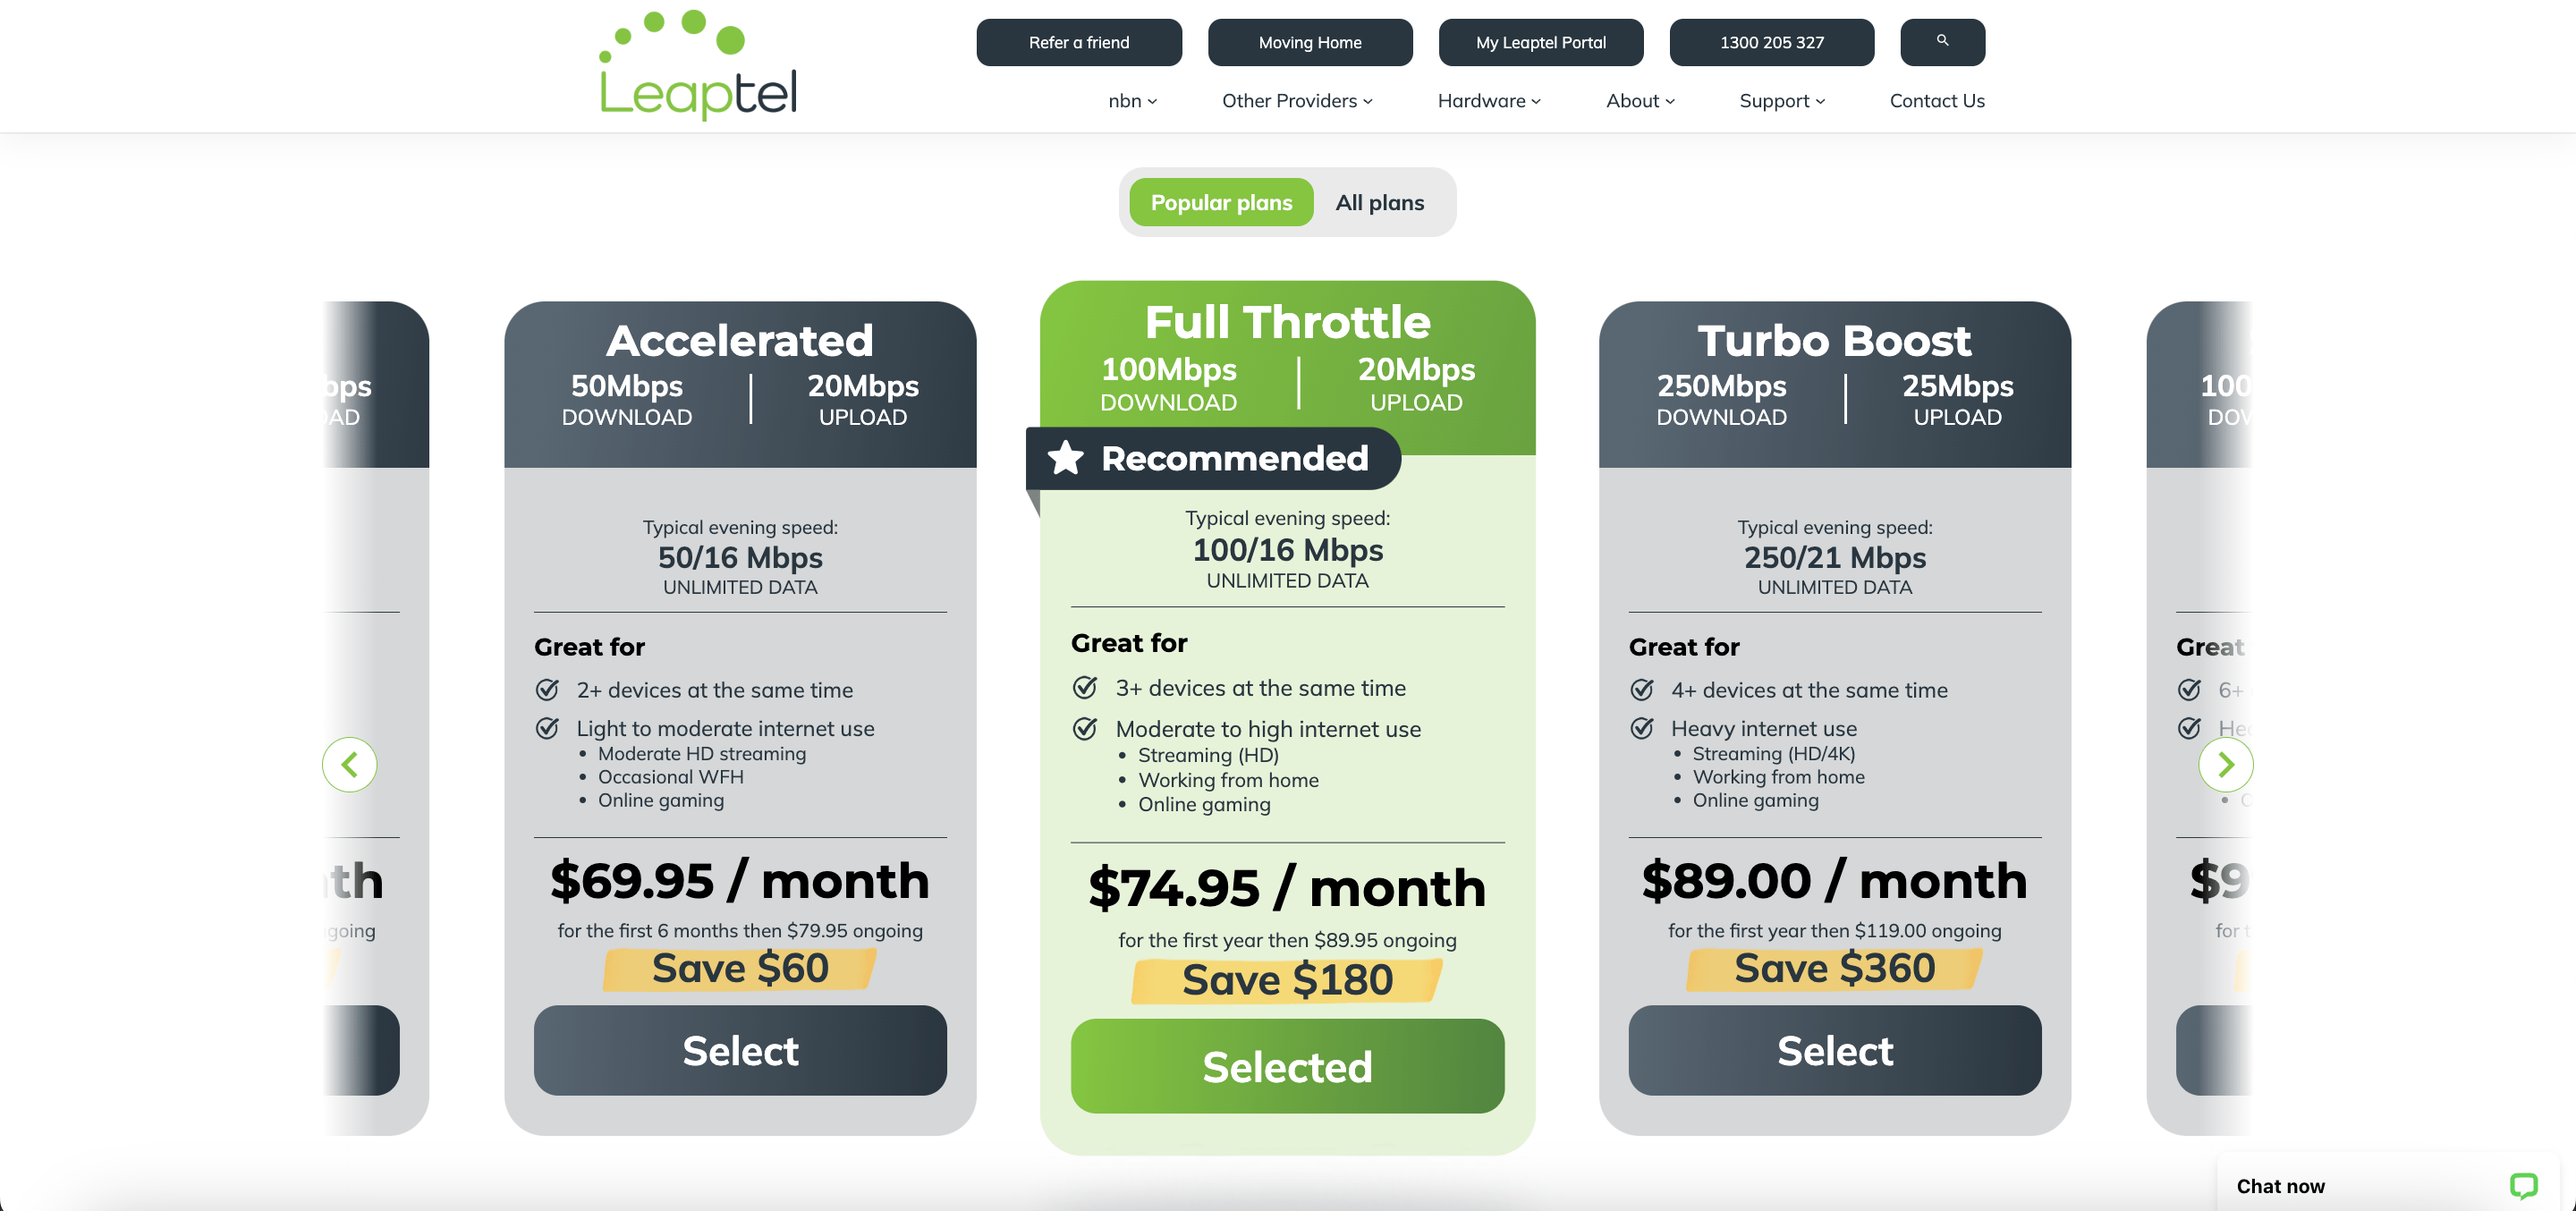 Leaptel
Refer a friend
Moving Home
My Leaptel Portal
1300 205 327
nbn
Other Providers
Hardware
About
Support
Contact Us
Popular plans
All plans
Accelerated
50Mbps
DOWNLOAD
20Mbps
UPLOAD
Typical evening speed:
50/16 Mbps
UNLIMITED DATA
Great for
2+ devices at the same time
Light to moderate internet use
• Moderate HD streaming
• Occasional WFH
• Online gaming
$69.95 / month
for the first 6 months then $79.95 ongoing
Save $60
Select
Full Throttle
100Mbps
DOWNLOAD
20Mbps
UPLOAD
Recommended
Typical evening speed:
100/16 Mbps
UNLIMITED DATA
Great for
3+ devices at the same time
Moderate to high internet use
• Streaming (HD)
• Working from home
• Online gaming
$74.95 / month
for the first year then $89.95 ongoing
Save $180
Selected
Turbo Boost
250Mbps
DOWNLOAD
25Mbps
UPLOAD
Typical evening speed:
250/21 Mbps
UNLIMITED DATA
Great for
4+ devices at the same time
Heavy internet use
• Streaming (HD/4K)
• Working from home
• Online gaming
$89.00 / month
for the first year then $119.00 ongoing
Save $360
Select
Great
6+
Chat now